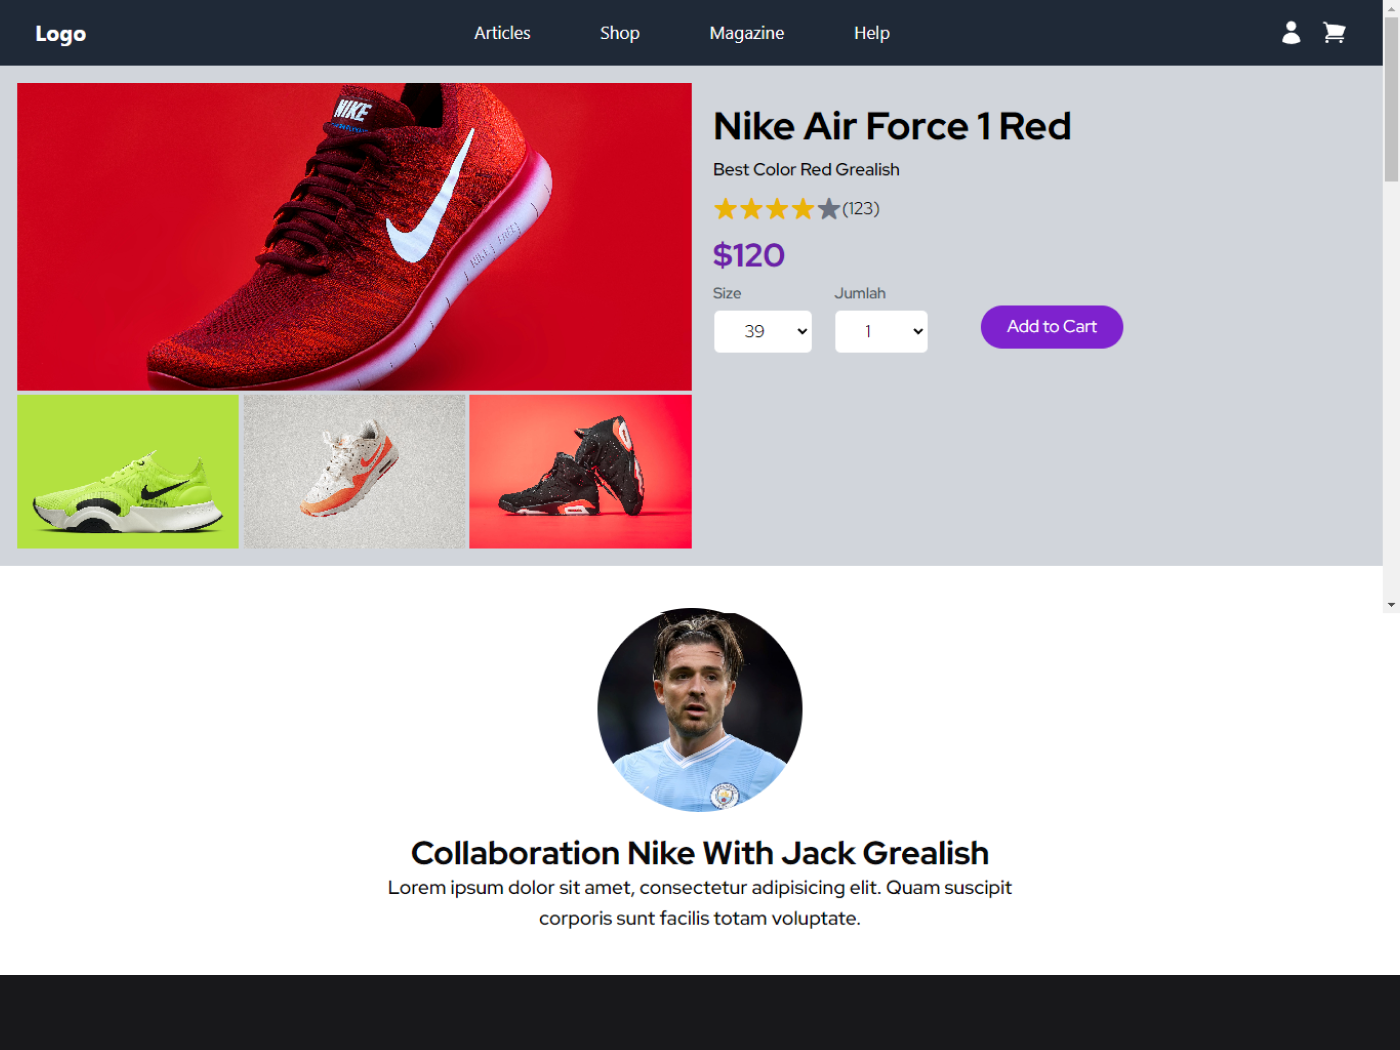 Logo
Articles
Shop
Magazine
Help
NIKE
NIKE FREE
Nike Air Force 1 Red
Best Color Red Grealish
(123)
$120
Size
Jumlah
39
1
Add to Cart
Collaboration Nike With Jack Grealish
Lorem ipsum dolor sit amet, consectetur adipisicing elit. Quam suscipit
corporis sunt facilis totam voluptate.